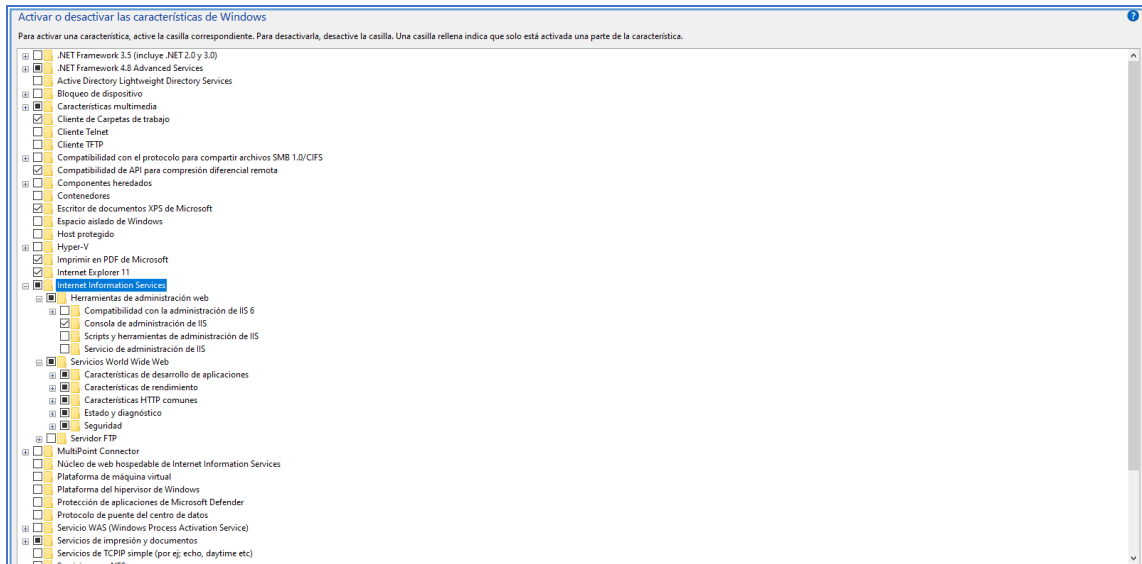 Activar o desactivar las características de Windows
Para activar una característica, active la casilla correspondiente. Para desactivarla, desactive la casilla. Una casilla rellena indica que solo está activada una parte de la característica.
.NET Framework 3.5 (incluye .NET 2.0 y 3.0)
.NET Framework 4.8 Advanced Services
Active Directory Lightweight Directory Services
Bloqueo de dispositivo
Características multimedia
Cliente de Carpetas de trabajo
Cliente Telnet
Cliente TFTP
Compatibilidad con el protocolo para compartir archivos SMB 1.0/CIFS
Compatibilidad de API para compresión diferencial remota
Componentes heredados
Contenedores
Escritor de documentos XPS de Microsoft
Espacio aislado de Windows
Host protegido
Hyper-V
Imprimir en PDF de Microsoft
Internet Explorer 11
Internet Information Services
Herramientas de administración web
Compatibilidad con la administración de IIS 6
Consola de administración de IIS
Scripts y herramientas de administración de IIS
Servicio de administración de IIS
Servicios World Wide Web
Características de desarrollo de aplicaciones
Características de rendimiento
Características HTTP comunes
Estado y diagnóstico
Seguridad
Servidor FTP
MultiPoint Connector
Núcleo de web hospedable de Internet Information Services
Plataforma de máquina virtual
Plataforma del hipervisor de Windows
Protección de aplicaciones de Microsoft Defender
Protocolo de puente del centro de datos
Servicio WAS (Windows Process Activation Service)
Servicios de impresión y documentos
Servicios de TCPIP simple (por ej; echo, daytime etc)